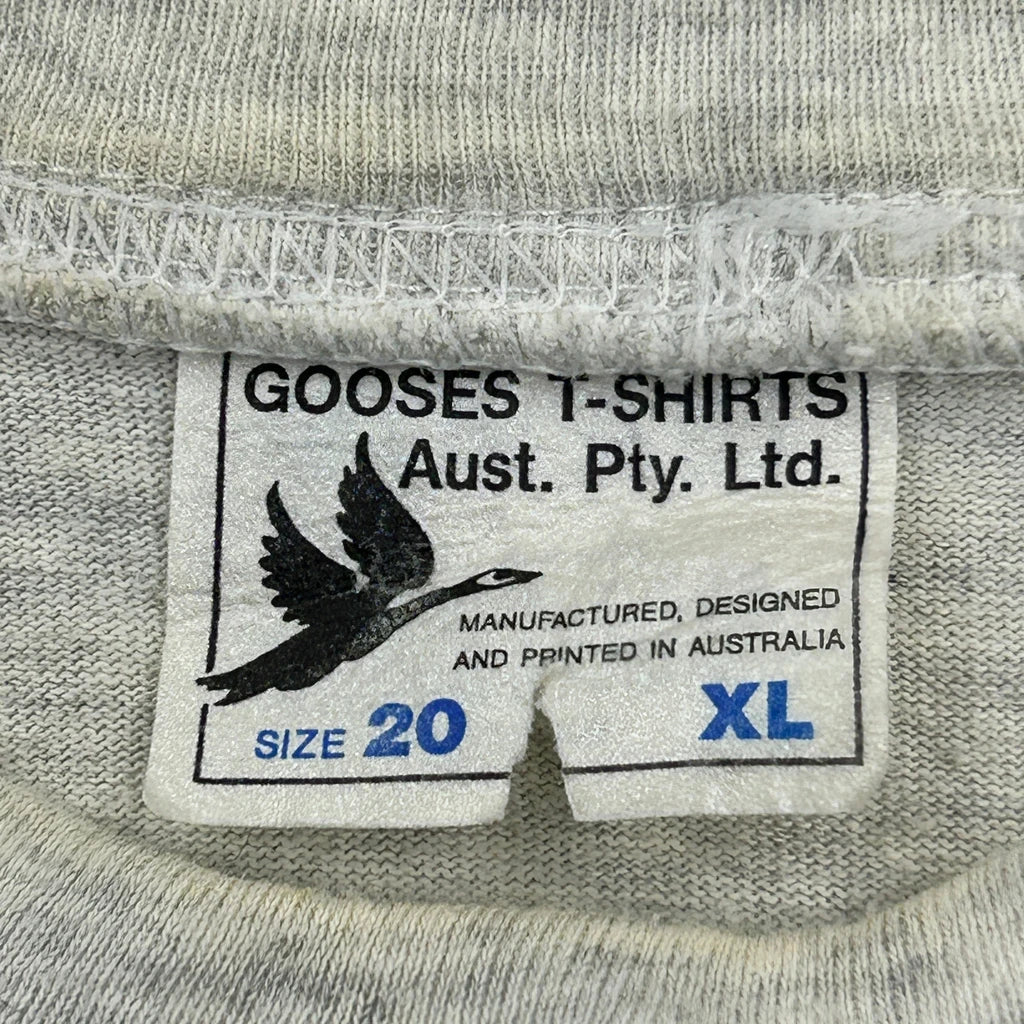 GOOSES T-SHIRTS
Aust. Pty. Ltd.
MANUFACTURED, DESIGNED
AND PRINTED IN AUSTRALIA
SIZE 20 XL